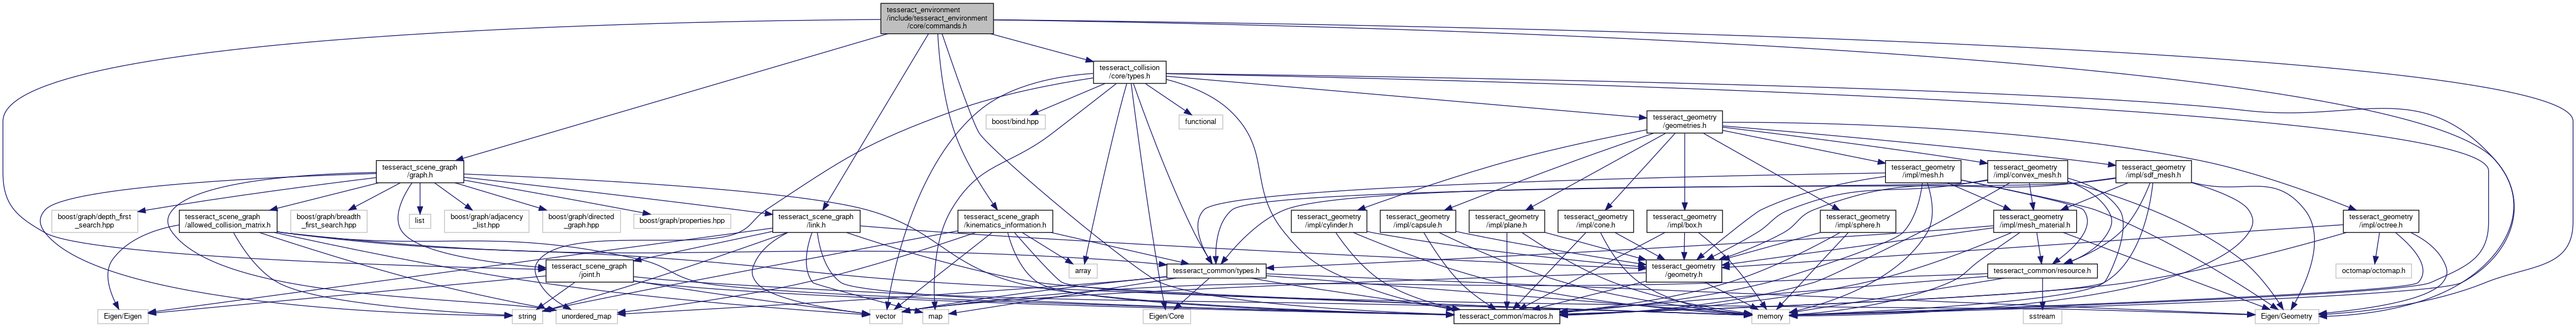 tesseract_environment
/include/tesseract_environment
/core/commands.h
tesseract_collision
/core/types.h
boost/bind.hpp
functional
tesseract_geometry
/geometries.h
tesseract_scene_graph
/graph.h
tesseract_geometry
/impl/mesh.h
tesseract_geometry
/impl/convex_mesh.h
tesseract_geometry
/impl/sdf_mesh.h
boost/graph/depth_first
_search.hpp
tesseract_scene_graph
/allowed_collision_matrix.h
boost/graph/breadth
_first_search.hpp
list
boost/graph/adjacency
_list.hpp
boost/graph/directed
_graph.hpp
boost/graph/properties.hpp
tesseract_scene_graph
/link.h
tesseract_scene_graph
/kinematics_information.h
tesseract_geometry
/impl/cylinder.h
tesseract_geometry
/impl/capsule.h
tesseract_geometry
/impl/plane.h
tesseract_geometry
/impl/cone.h
tesseract_geometry
/impl/box.h
tesseract_geometry
/impl/sphere.h
tesseract_geometry
/impl/mesh_material.h
tesseract_geometry
/impl/octree.h
tesseract_scene_graph
/joint.h
array
tesseract_common/types.h
tesseract_geometry
/geometry.h
tesseract_common/resource.h
octomap/octomap.h
Eigen/Eigen
string
unordered_map
vector
map
Eigen/Core
tesseract_common/macros.h
memory
sstream
Eigen/Geometry